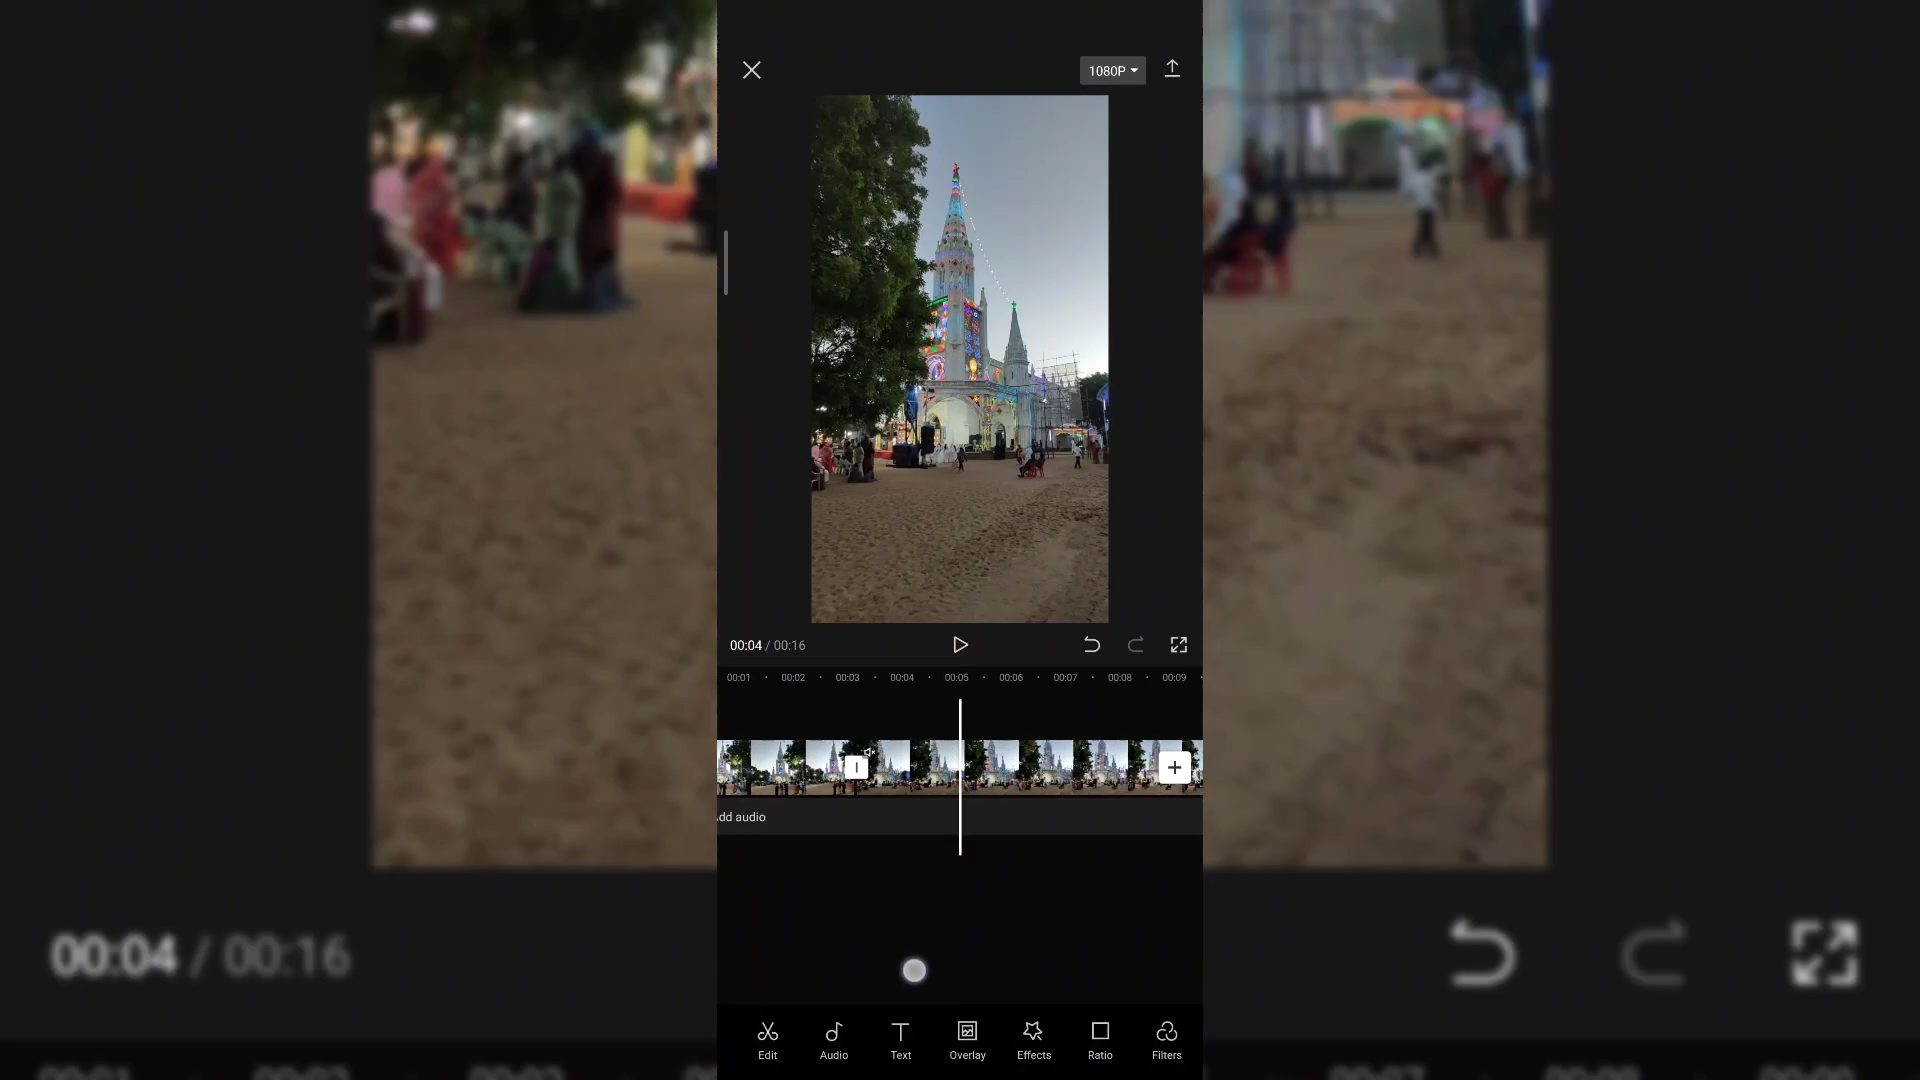 1080P
00:04 / 00:16
00:01 00:02 00:03 00:04 00:05 00:06 00:07 00:08 00:09
dd audio
Edit Audio Text Overlay Effects Ratio Filters
00:04 / 00:16